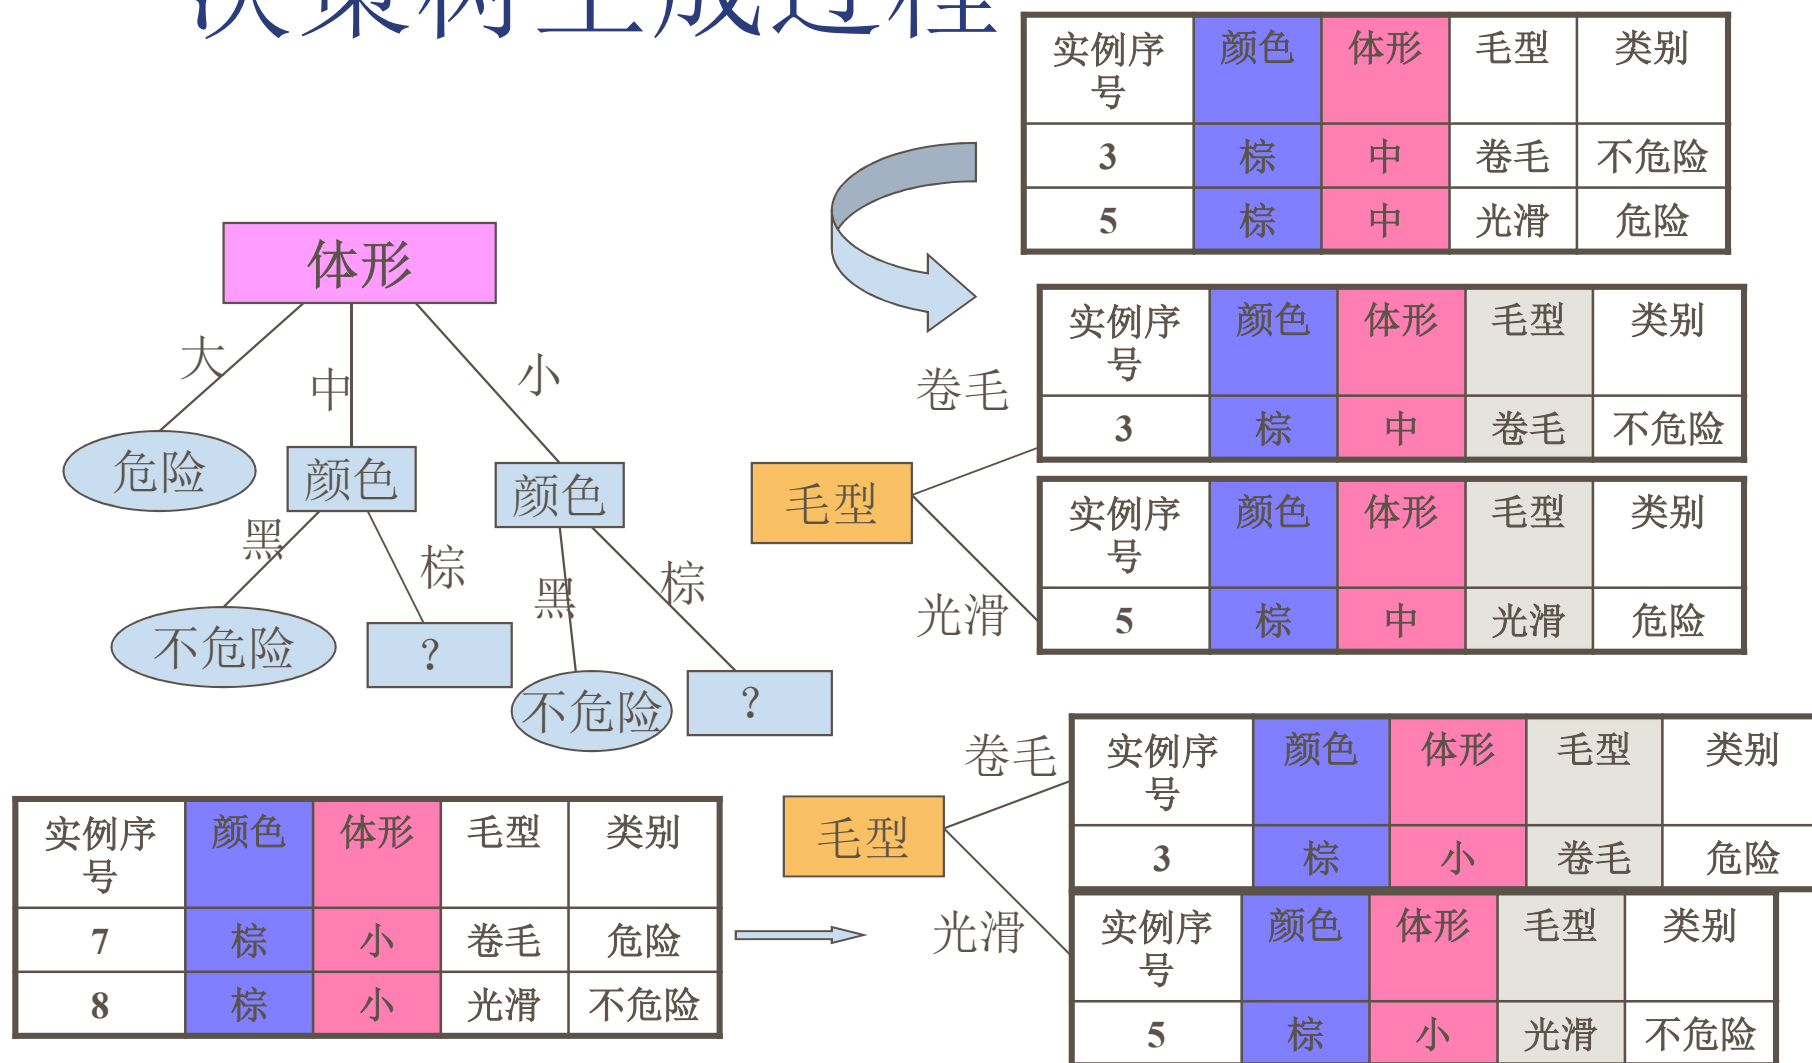 决策树生成过程
实例序号 颜色 体形 毛型 类别
3 棕 中 卷毛 不危险
5 棕 中 光滑 危险
体形
大 中 小
危险 颜色 颜色
黑 棕 黑 棕
不危险 ? 不危险 ?
卷毛
毛型
光滑
实例序号 颜色 体形 毛型 类别
3 棕 中 卷毛 不危险
实例序号 颜色 体形 毛型 类别
5 棕 中 光滑 危险
实例序号 颜色 体形 毛型 类别
7 棕 小 卷毛 危险
8 棕 小 光滑 不危险
卷毛
毛型
光滑
实例序号 颜色 体形 毛型 类别
3 棕 小 卷毛 危险
实例序号 颜色 体形 毛型 类别
5 棕 小 光滑 不危险